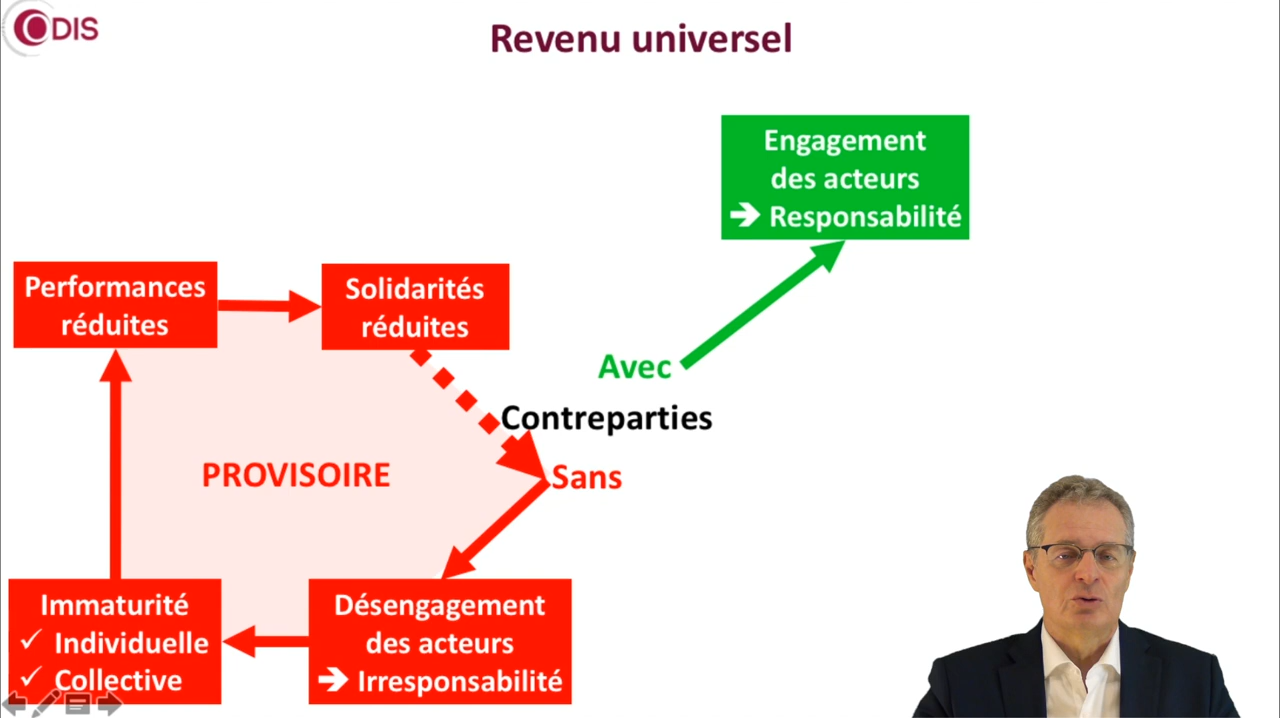 ODIS
Revenu universel
Engagement
des acteurs
➔ Responsabilité
Performances
réduites
Solidarités
réduites
Avec
Contreparties
Sans
PROVISOIRE
Immaturité
✓ Individuelle
✓ Collective
Désengagement
des acteurs
➔ Irresponsabilité